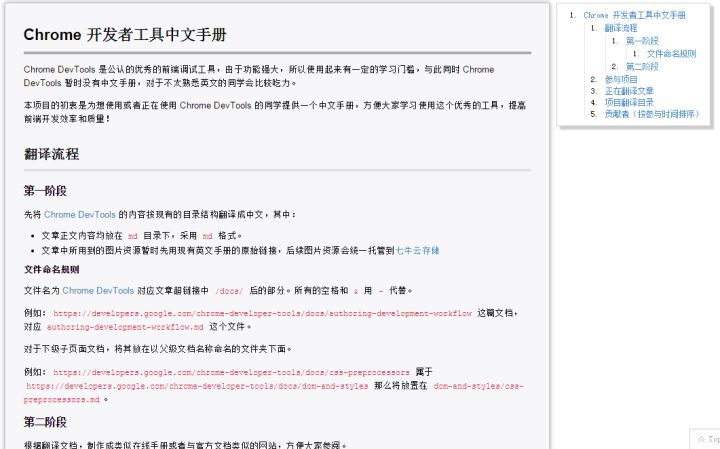 Chrome 开发者工具中文手册
Chrome DevTools 是公认的优秀的前端调试工具，由于功能强大，所以使用起来有一定的学习门槛，与此同时 Chrome
DevTools 暂时没有中文手册，对于不太熟悉英文的同学会比较吃力。
本项目的初衷是为想使用或者正在使用 Chrome DevTools 的同学提供一个中文手册，方便大家学习使用这个优秀的工具，提高
前端开发效率和质量！
翻译流程
第一阶段
先将 Chrome DevTools 的内容按现有的目录结构翻译成中文，其中：
文章正文内容均放在 md 目录下，采用 md 格式。
文章中所用到的图片资源暂时先用现有英文手册的原始链接，后续图片资源会统一托管到七牛云存储
文件命名规则
文件名为 Chrome DevTools 对应文章超链接中 /docs/ 后的部分。所有的空格和 & 用 - 代替。
例如： https://developers.google.com/chrome-developer-tools/docs/authoring-development-workflow 这篇文档，
对应 authoring-development-workflow.md 这个文件。
对于下级子页面文档，将其放在以父级文档名称命名的文件夹下面。
例如： https://developers.google.com/chrome-developer-tools/docs/css-preprocessors 属于
https://developers.google.com/chrome-developer-tools/docs/dom-and-styles 那么将放置在 dom-and-styles/css-
preprocessors.md 。
第二阶段
根据翻译文档，制作成类似在线手册或者与官方文档类似的网站，方便大家参阅。
1. Chrome 开发者工具中文手册
1. 翻译流程
1. 第一阶段
1. 文件命名规则
2. 第二阶段
2. 参与项目
3. 正在翻译文章
4. 项目翻译目录
5. 贡献者（按参与时间排序）
Top